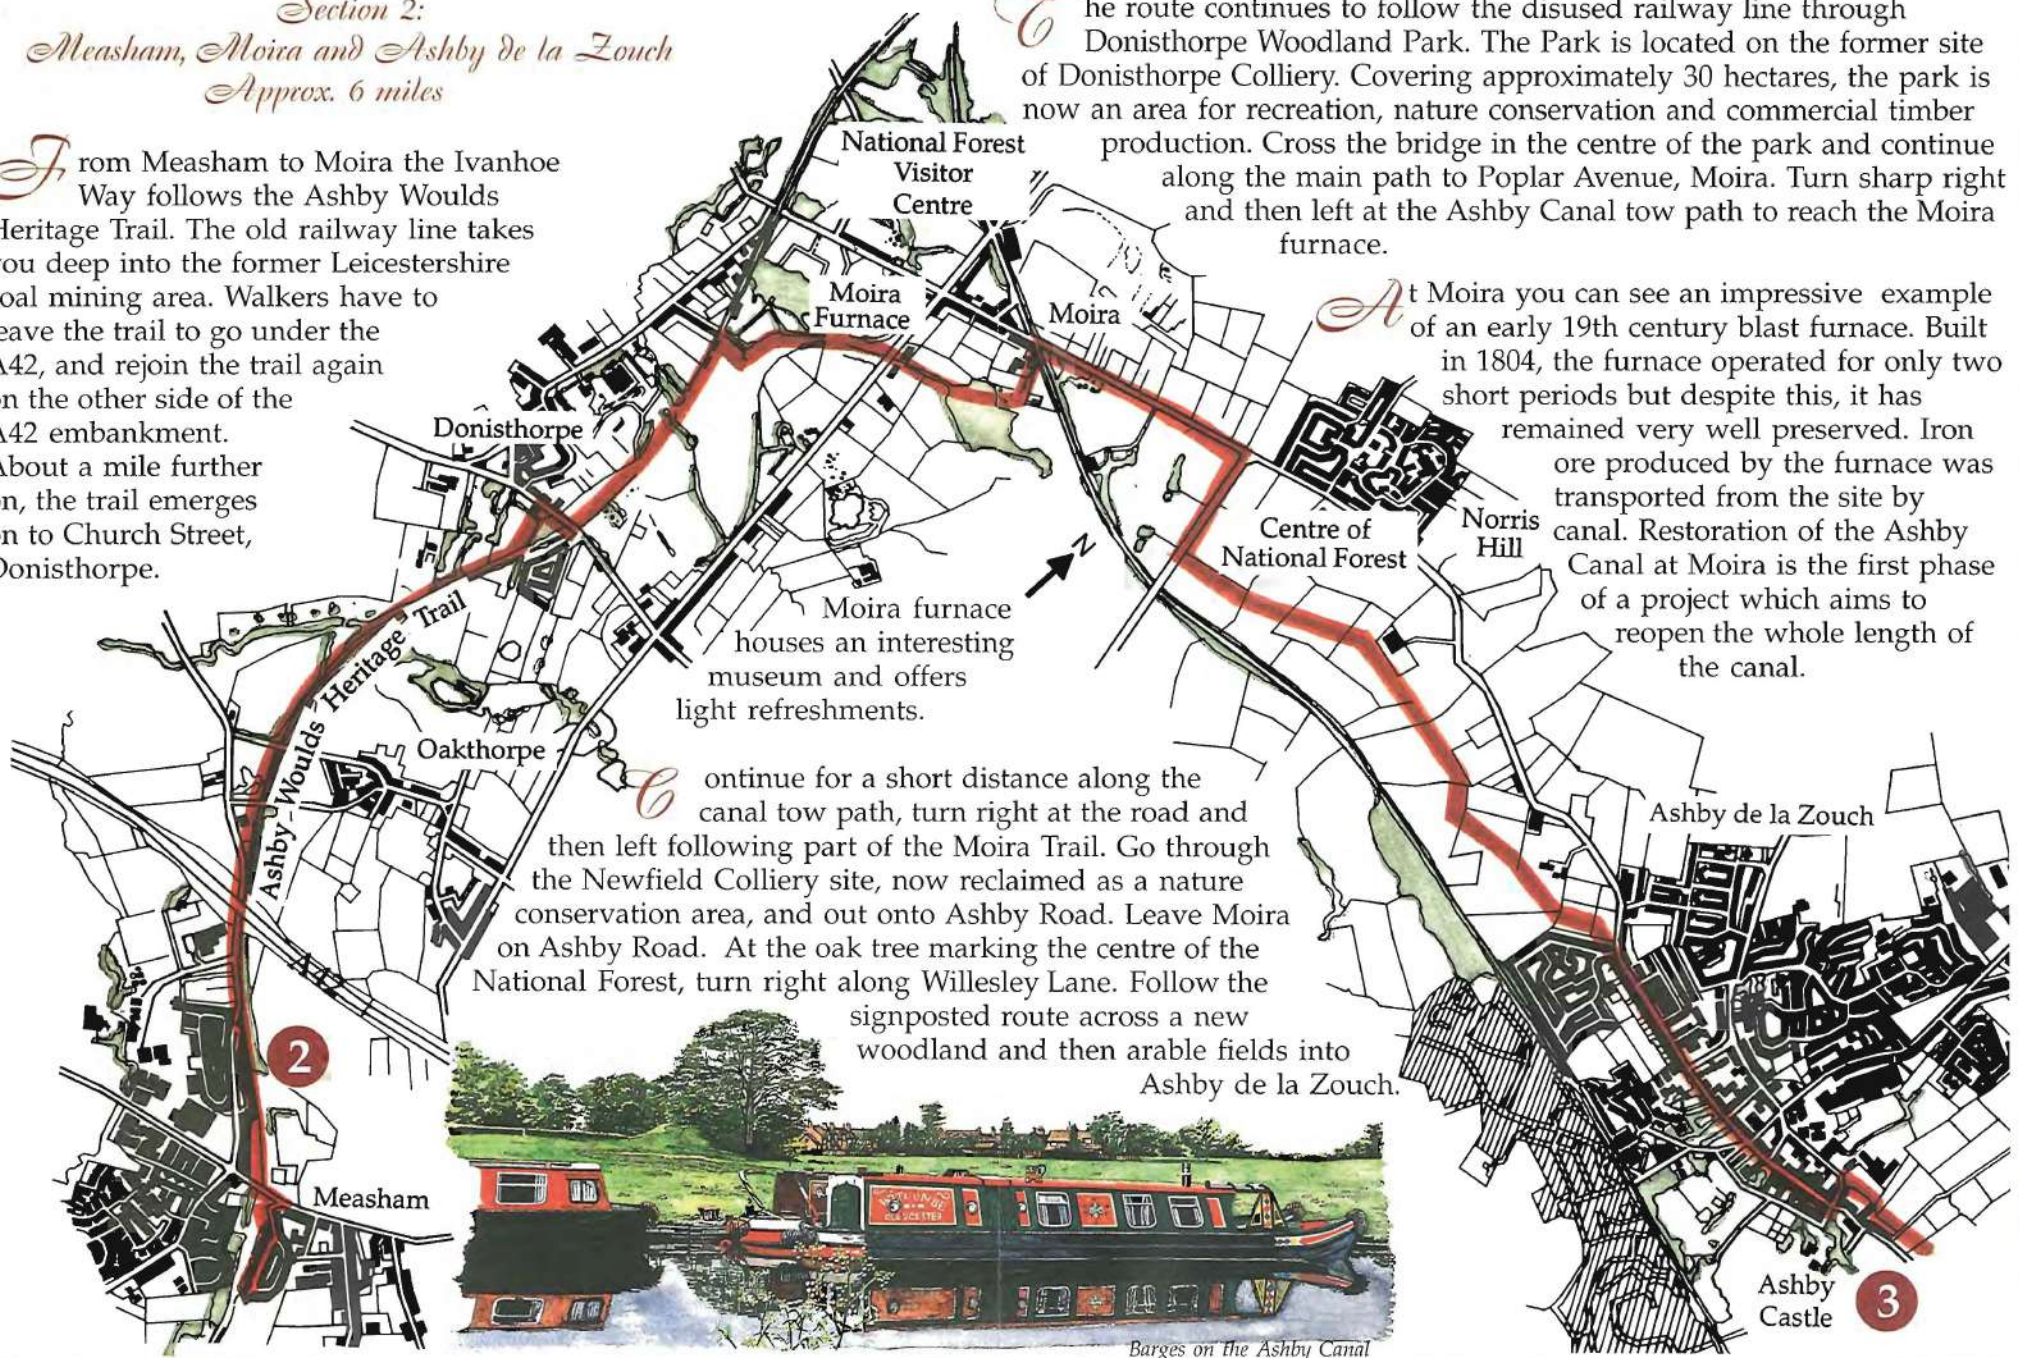 Section 2:
Measham, Moira and Ashby de la Zouch
Approx. 6 miles
From Measham to Moira the Ivanhoe
Way follows the Ashby Woulds
Heritage Trail. The old railway line takes
you deep into the former Leicestershire
coal mining area. Walkers have to
leave the trail to go under the
A42, and rejoin the trail again
on the other side of the
A42 embankment.
About a mile further
on, the trail emerges
on to Church Street,
Donisthorpe.
The route continues to follow the disused railway line through
Donisthorpe Woodland Park. The Park is located on the former site
of Donisthorpe Colliery. Covering approximately 30 hectares, the park is
now an area for recreation, nature conservation and commercial timber
production. Cross the bridge in the centre of the park and continue
along the main path to Poplar Avenue, Moira. Turn sharp right
and then left at the Ashby Canal tow path to reach the Moira
furnace.
At Moira you can see an impressive example
of an early 19th century blast furnace. Built
in 1804, the furnace operated for only two
short periods but despite this, it has
remained very well preserved. Iron
ore produced by the furnace was
transported from the site by
canal. Restoration of the Ashby
Canal at Moira is the first phase
of a project which aims to
reopen the whole length of
the canal.
Moira furnace
houses an interesting
museum and offers
light refreshments.
Continue for a short distance along the
canal tow path, turn right at the road and
then left following part of the Moira Trail. Go through
the Newfield Colliery site, now reclaimed as a nature
conservation area, and out onto Ashby Road. Leave Moira
on Ashby Road. At the oak tree marking the centre of the
National Forest, turn right along Willesley Lane. Follow the
signposted route across a new
woodland and then arable fields into
Ashby de la Zouch.
National Forest
Visitor
Centre
Moira
Furnace
Moira
Donisthorpe
Centre of
National Forest
Norris
Hill
N
Ashby-Woulds Heritage Trail
Oakthorpe
A42
2
Measham
Ashby de la Zouch
Ashby
Castle
3
Barges on the Ashby Canal